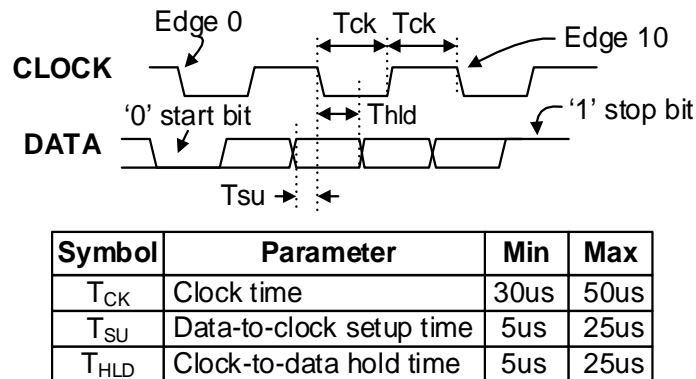 Edge 0
Tck Tck
Edge 10
CLOCK
‘0’ start bit
Thld
‘1’ stop bit
DATA
Tsu
Symbol Parameter Min Max
TCK Clock time 30us 50us
TSU Data-to-clock setup time 5us 25us
THLD Clock-to-data hold time 5us 25us